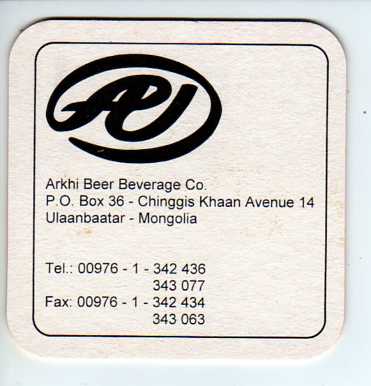 APU
Arkhi Beer Beverage Co.
P.O. Box 36 - Chinggis Khaan Avenue 14
Ulaanbaatar - Mongolia
Tel.: 00976 - 1 - 342 436
343 077
Fax: 00976 - 1 - 342 434
343 063